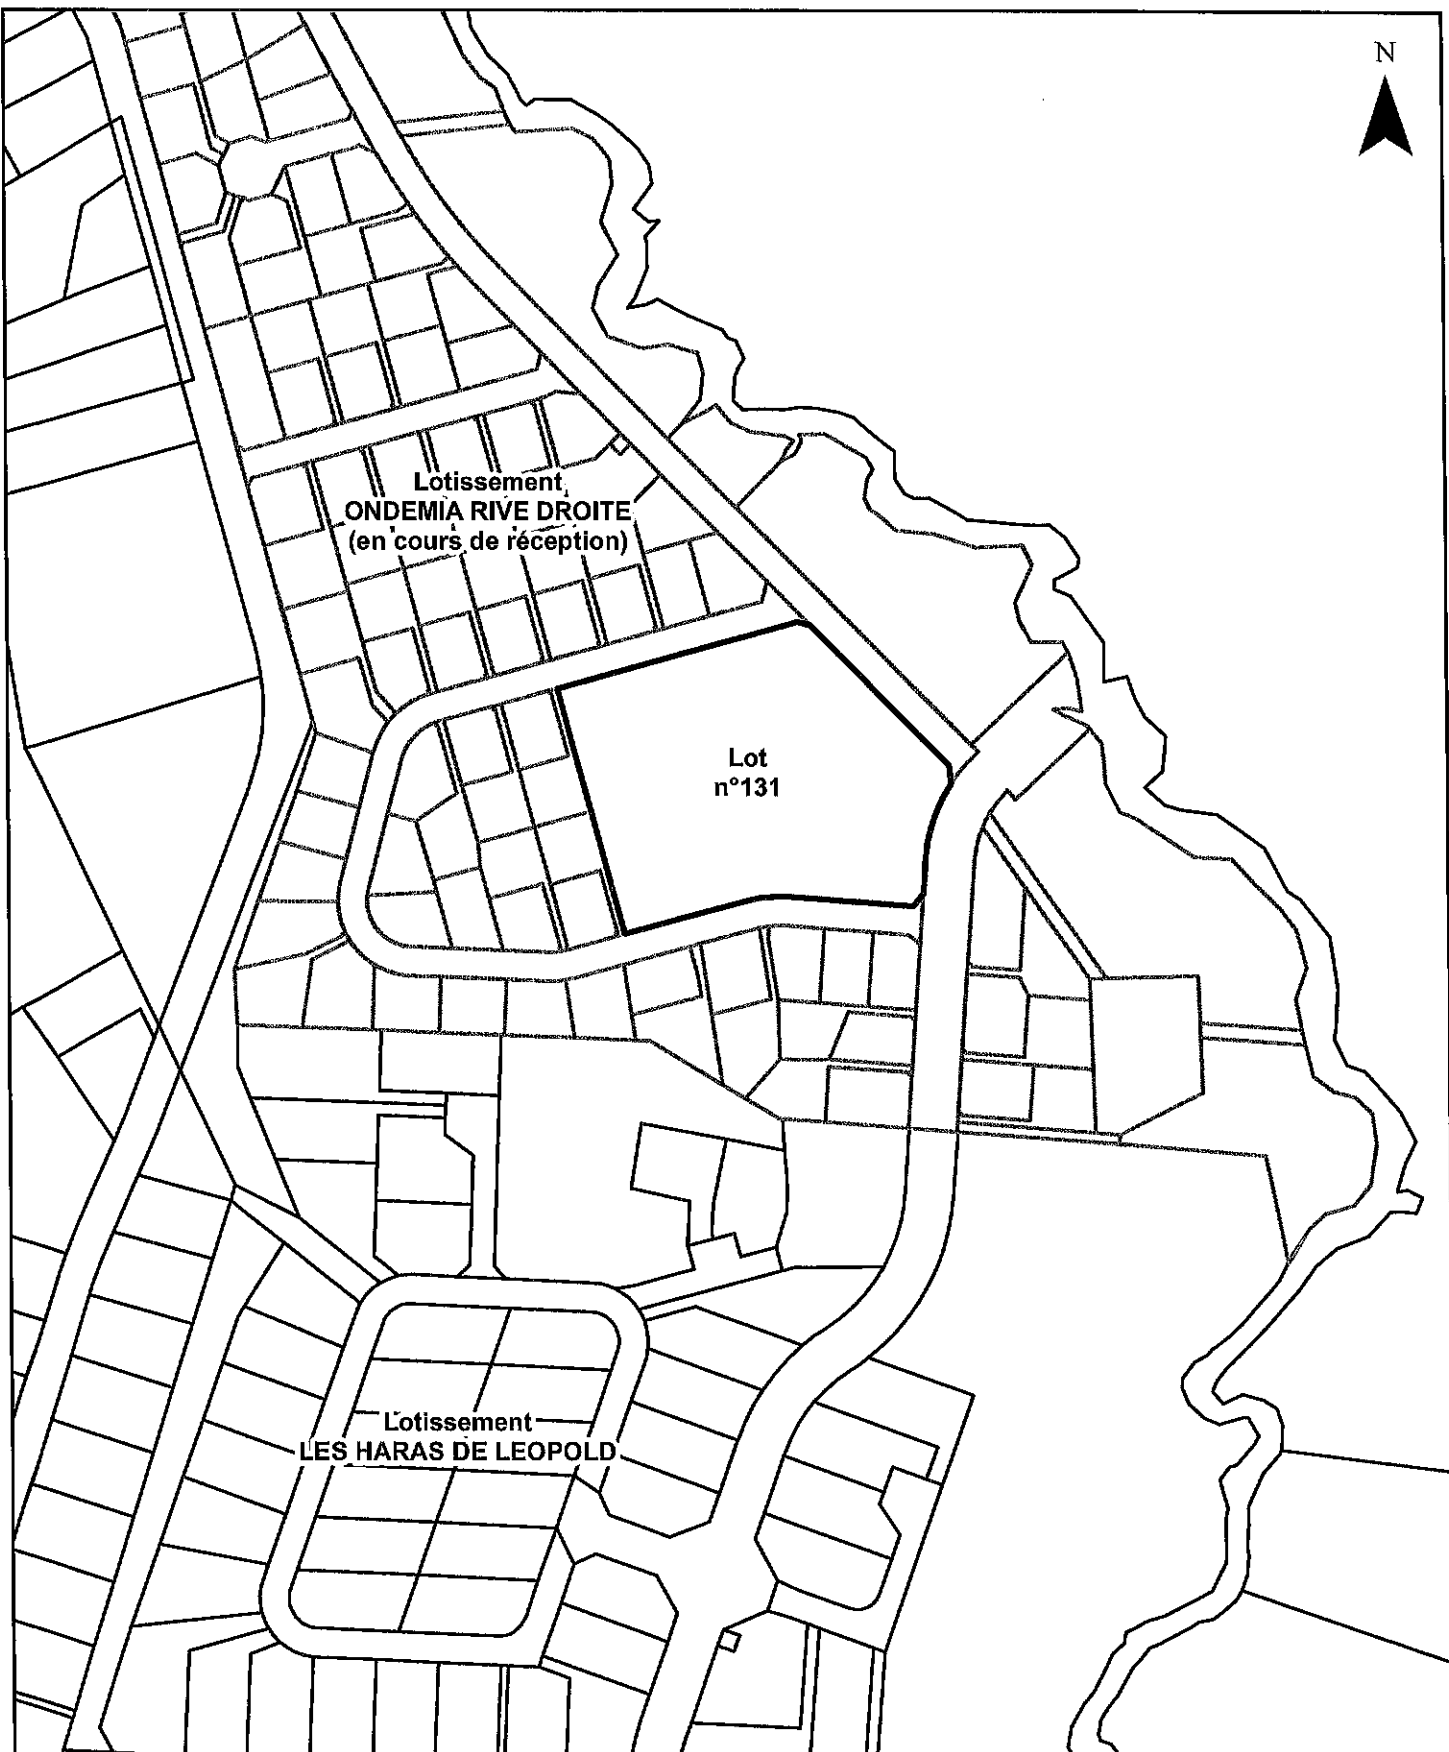 N
Lotissement
ONDEMIA RIVE DROITE
(en cours de réception)
Lot
n°131
Lotissement
LES HARAS DE LEOPOLD